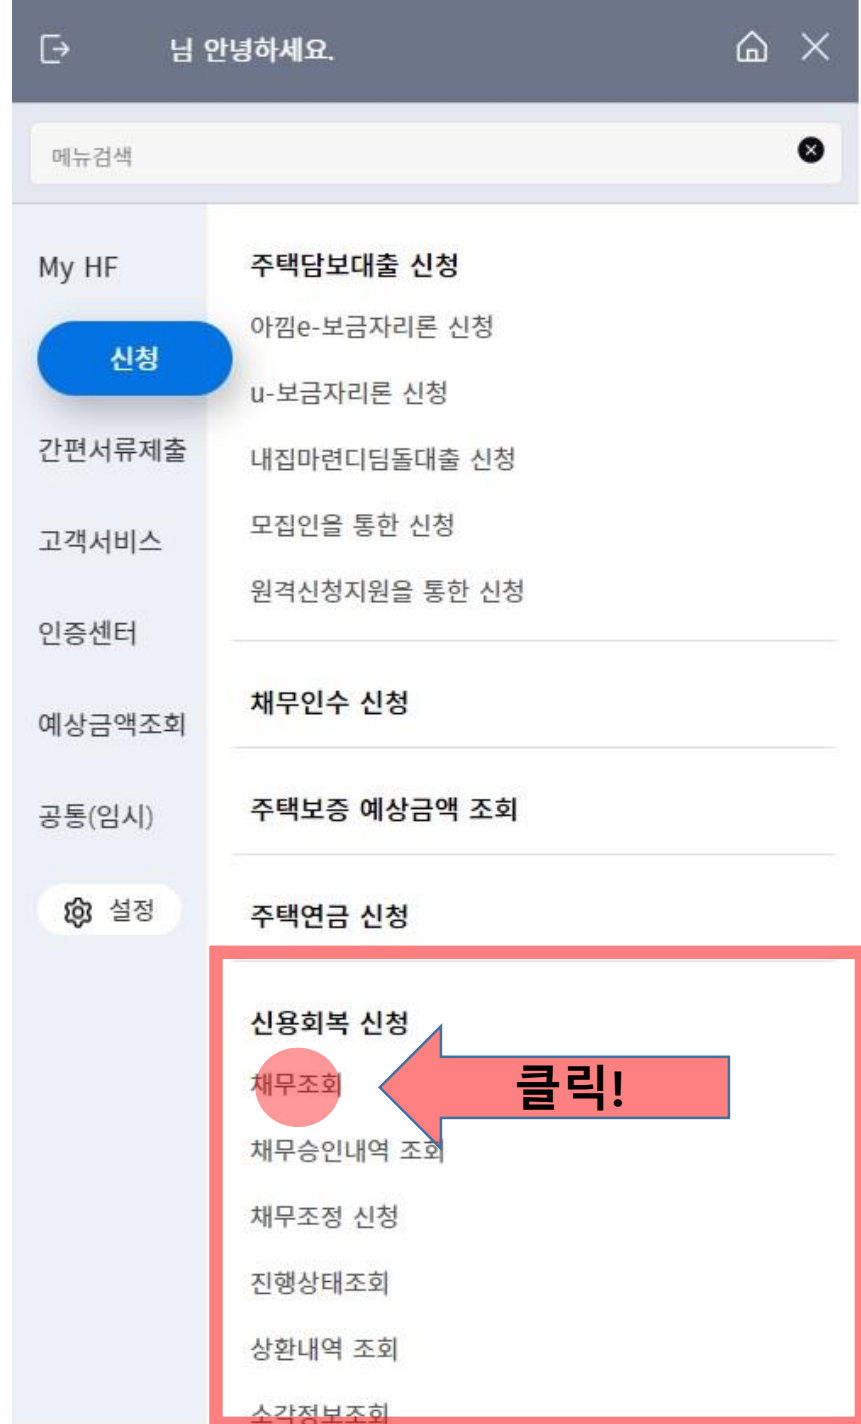 님 안녕하세요.
메뉴검색
My HF
신청
간편서류제출
고객서비스
인증센터
예상금액조회
공통(임시)
설정
주택담보대출 신청
아낌e-보금자리론 신청
u-보금자리론 신청
내집마련디딤돌대출 신청
모집인을 통한 신청
원격신청지원을 통한 신청
채무인수 신청
주택보증 예상금액 조회
주택연금 신청
신용회복 신청
채무조회
클릭!
채무승인내역 조회
채무조정 신청
진행상태조회
상환내역 조회
소각정보조회